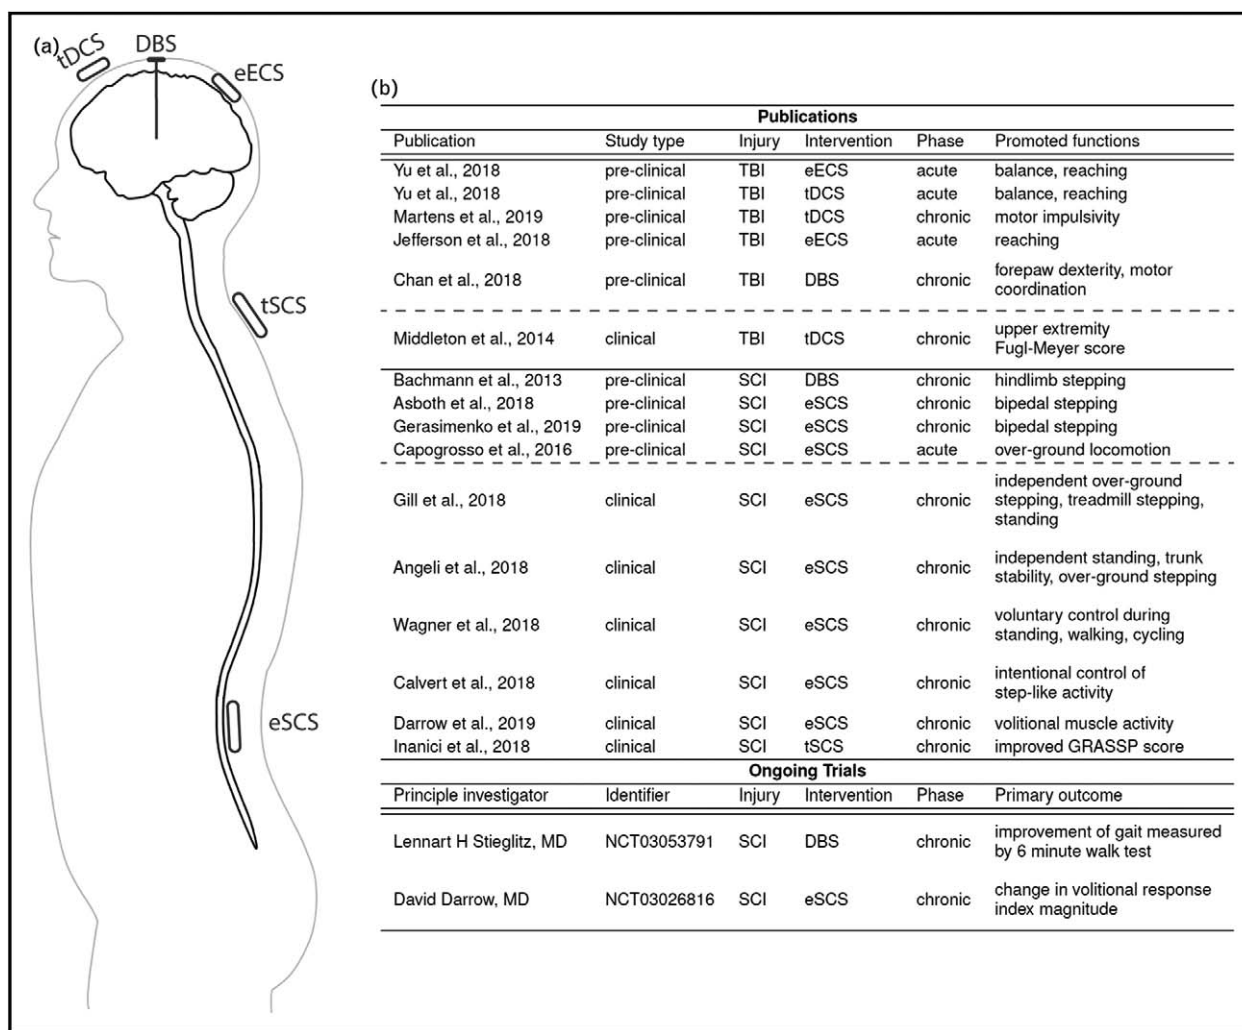 (a)
tDCS
DBS
eECS
tSCS
eSCS
(b)
Publications
Publication Study type Injury Intervention Phase Promoted functions
Yu et al., 2018 pre-clinical TBI eECS acute balance, reaching
Yu et al., 2018 pre-clinical TBI tDCS acute balance, reaching
Martens et al., 2019 pre-clinical TBI tDCS chronic motor impulsivity
Jefferson et al., 2018 pre-clinical TBI eECS acute reaching
Chan et al., 2018 pre-clinical TBI DBS chronic forepaw dexterity, motor
coordination
Middleton et al., 2014 clinical TBI tDCS chronic upper extremity
Fugl-Meyer score
Bachmann et al., 2013 pre-clinical SCI DBS chronic hindlimb stepping
Asboth et al., 2018 pre-clinical SCI eSCS chronic bipedal stepping
Gerasimenko et al., 2019 pre-clinical SCI eSCS chronic bipedal stepping
Capogrosso et al., 2016 pre-clinical SCI eSCS acute over-ground locomotion
Gill et al., 2018 clinical SCI eSCS chronic independent over-ground
stepping, treadmill stepping,
standing
Angeli et al., 2018 clinical SCI eSCS chronic independent standing, trunk
stability, over-ground stepping
Wagner et al., 2018 clinical SCI eSCS chronic voluntary control during
standing, walking, cycling
Calvert et al., 2018 clinical SCI eSCS chronic intentional control of
step-like activity
Darrow et al., 2019 clinical SCI eSCS chronic volitional muscle activity
Inanici et al., 2018 clinical SCI tSCS chronic improved GRASSP score
Ongoing Trials
Principle investigator Identifier Injury Intervention Phase Primary outcome
Lennart H Stieglitz, MD NCT03053791 SCI DBS chronic improvement of gait measured
by 6 minute walk test
David Darrow, MD NCT03026816 SCI eSCS chronic change in volitional response
index magnitude